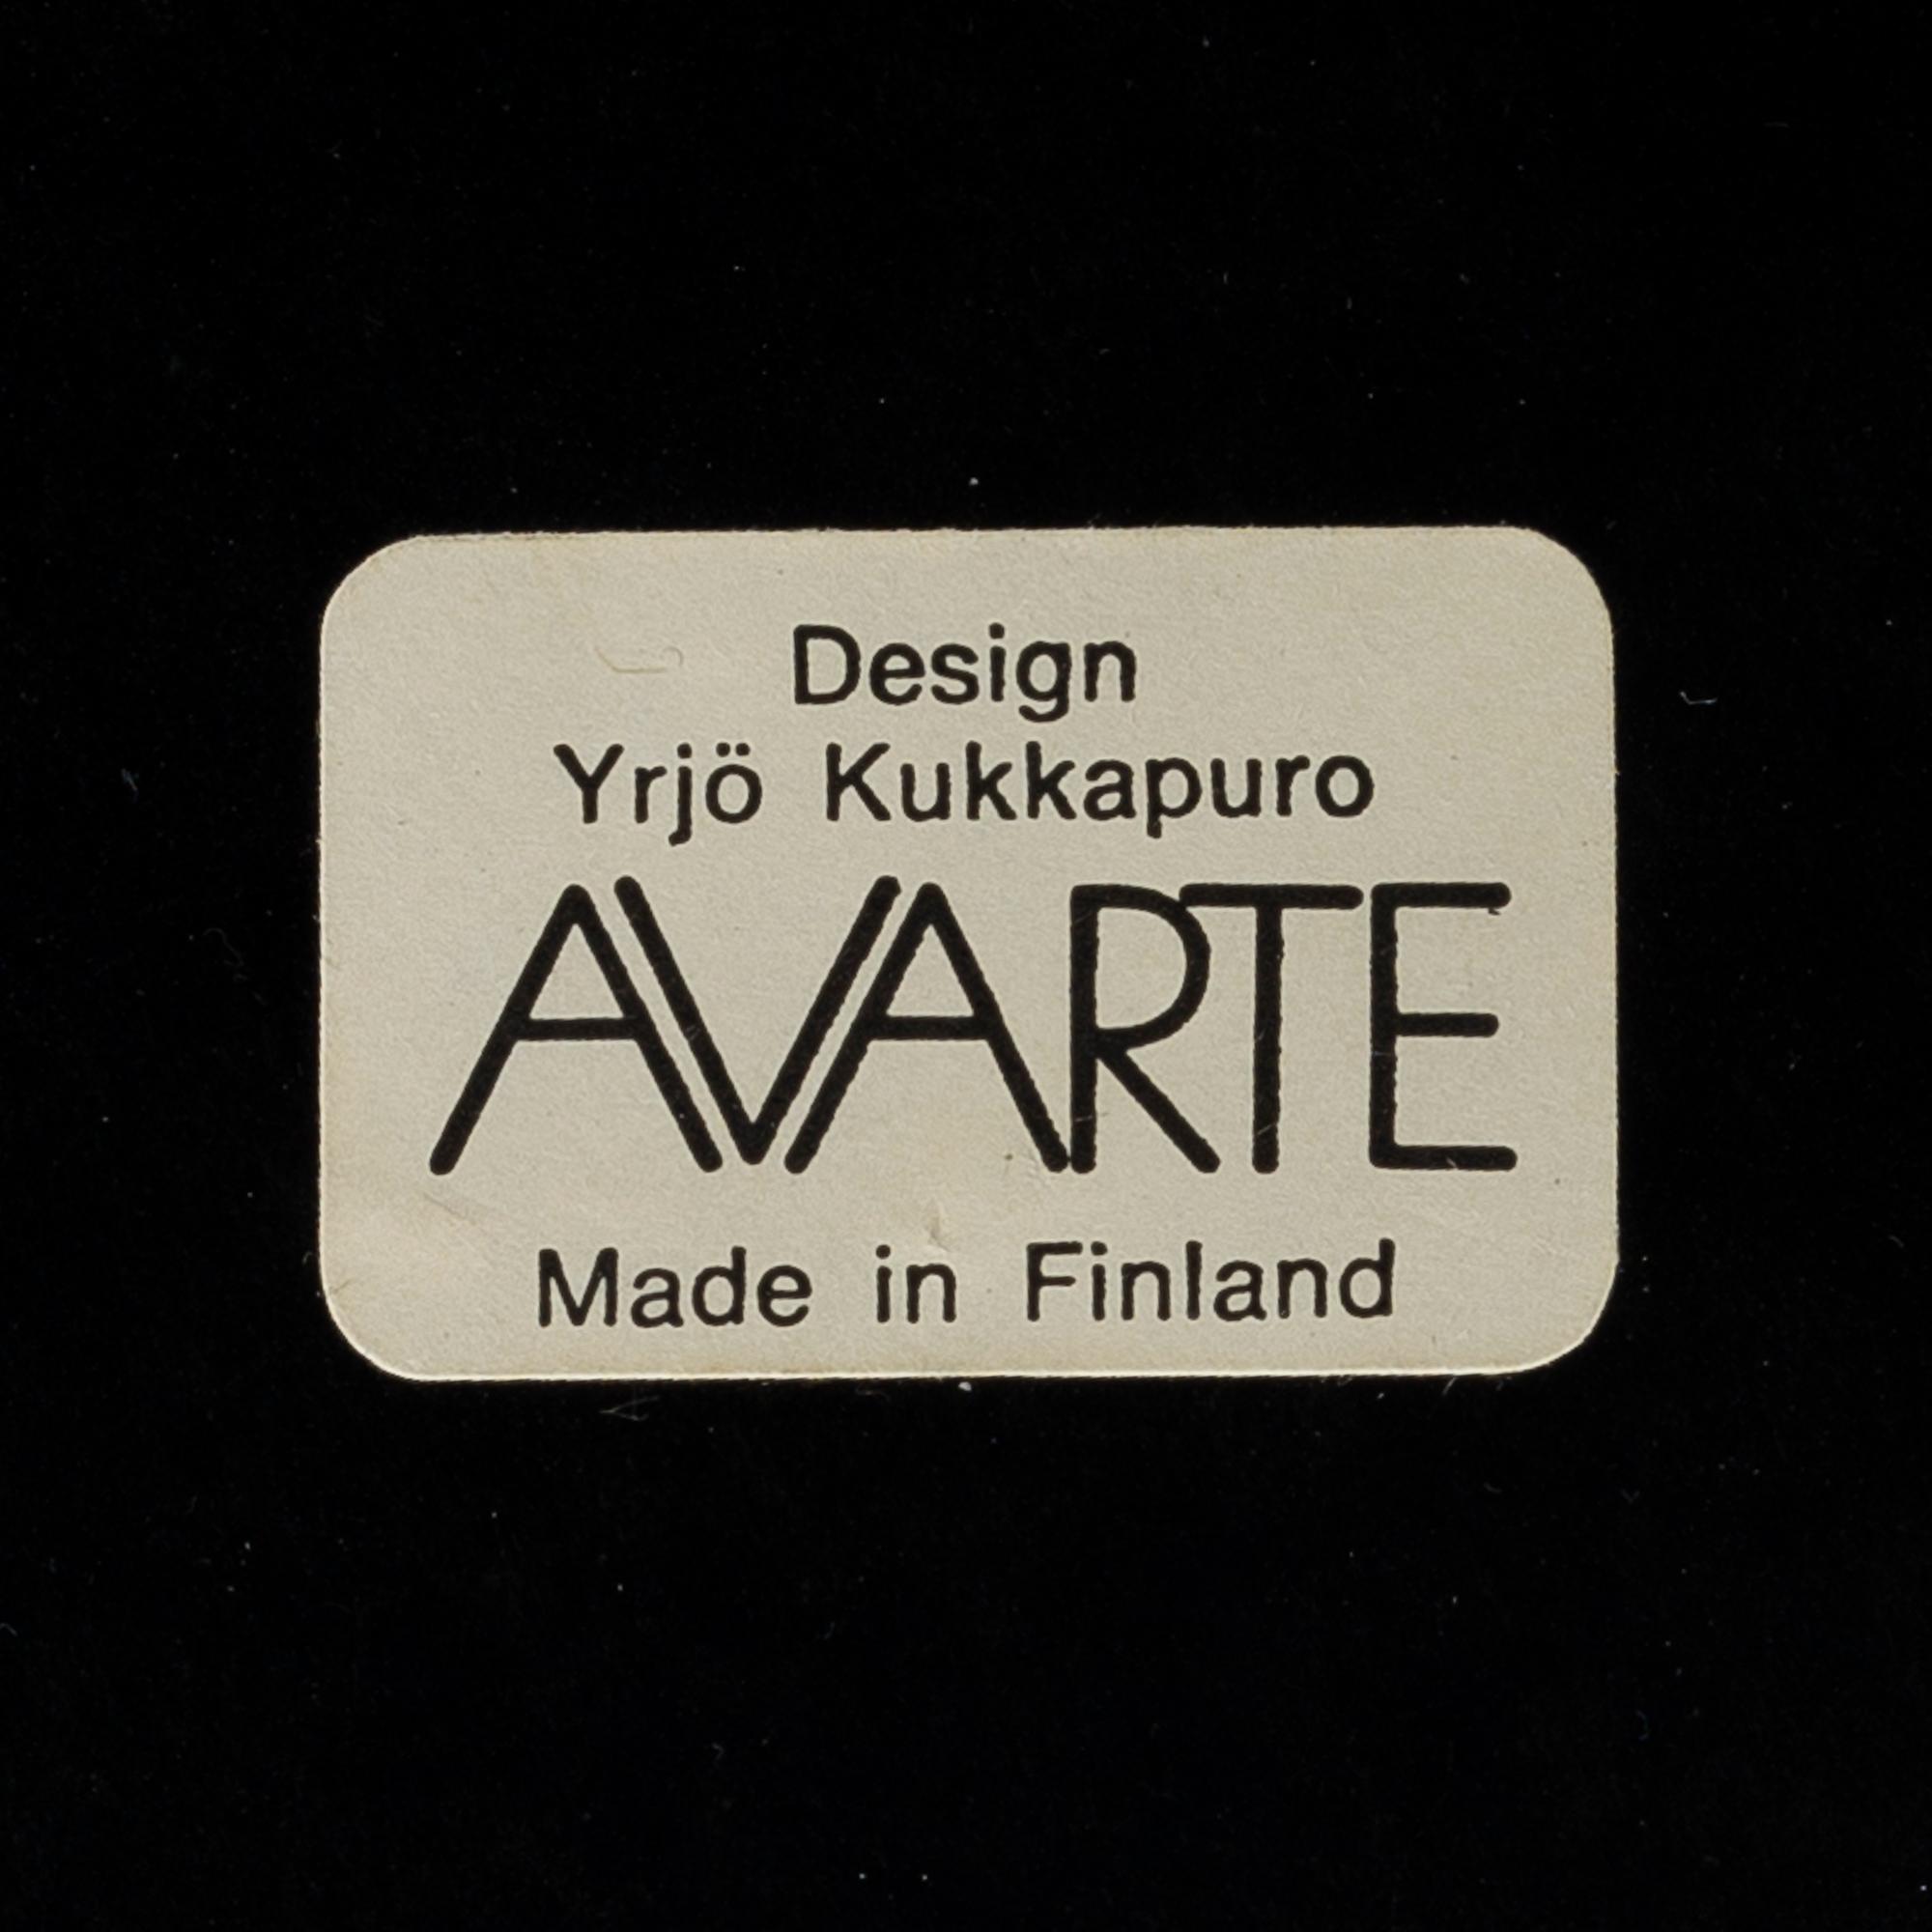 Design
Yrjö Kukkapuro
AVARTE
Made in Finland